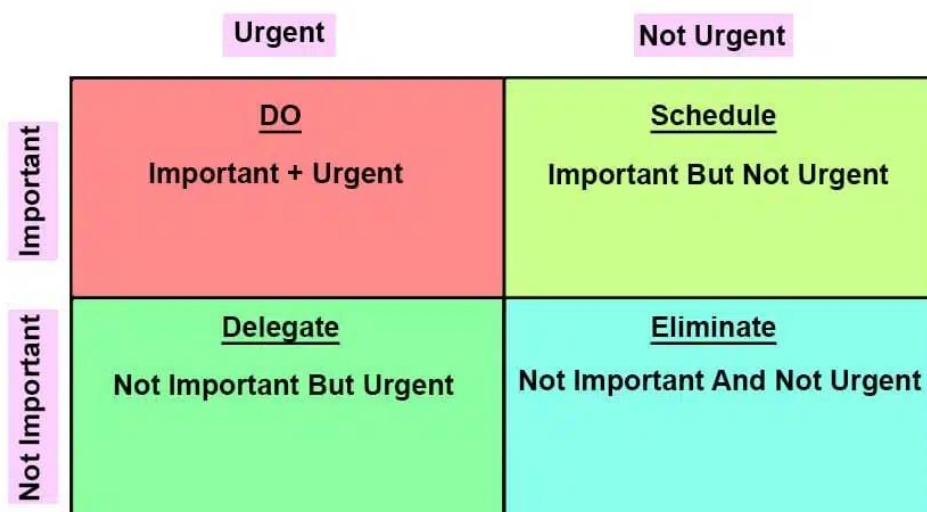 Urgent
Not Urgent
Important
DO
Important + Urgent
Schedule
Important But Not Urgent
Not Important
Delegate
Not Important But Urgent
Eliminate
Not Important And Not Urgent